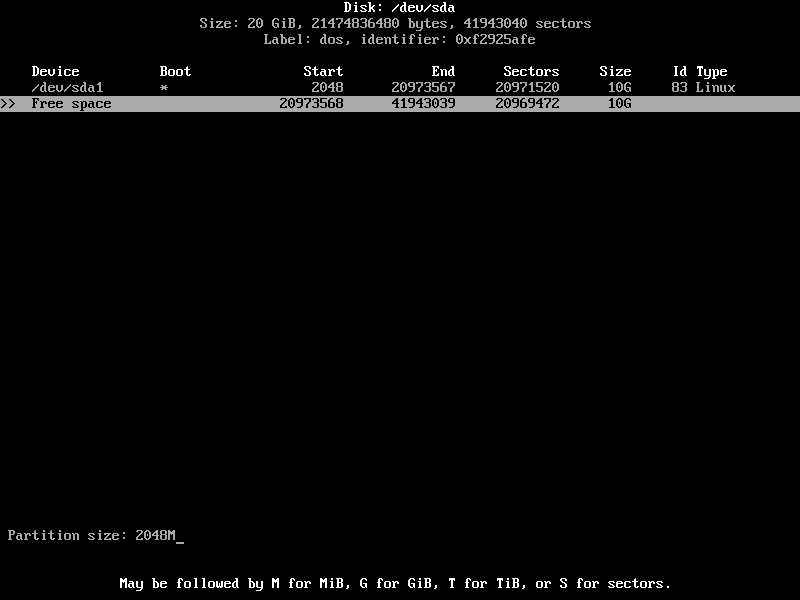 Disk: /dev/sda
Size: 20 GiB, 21474836480 bytes, 41943040 sectors
Label: dos, identifier: 0xf2925afe
Device Boot Start End Sectors Size Id Type
/dev/sda1 * 2048 20973567 20971520 10G 83 Linux
>> Free space 20973568 41943039 20969472 10G
Partition size: 2048M_
May be followed by M for MiB, G for GiB, T for TiB, or S for sectors.